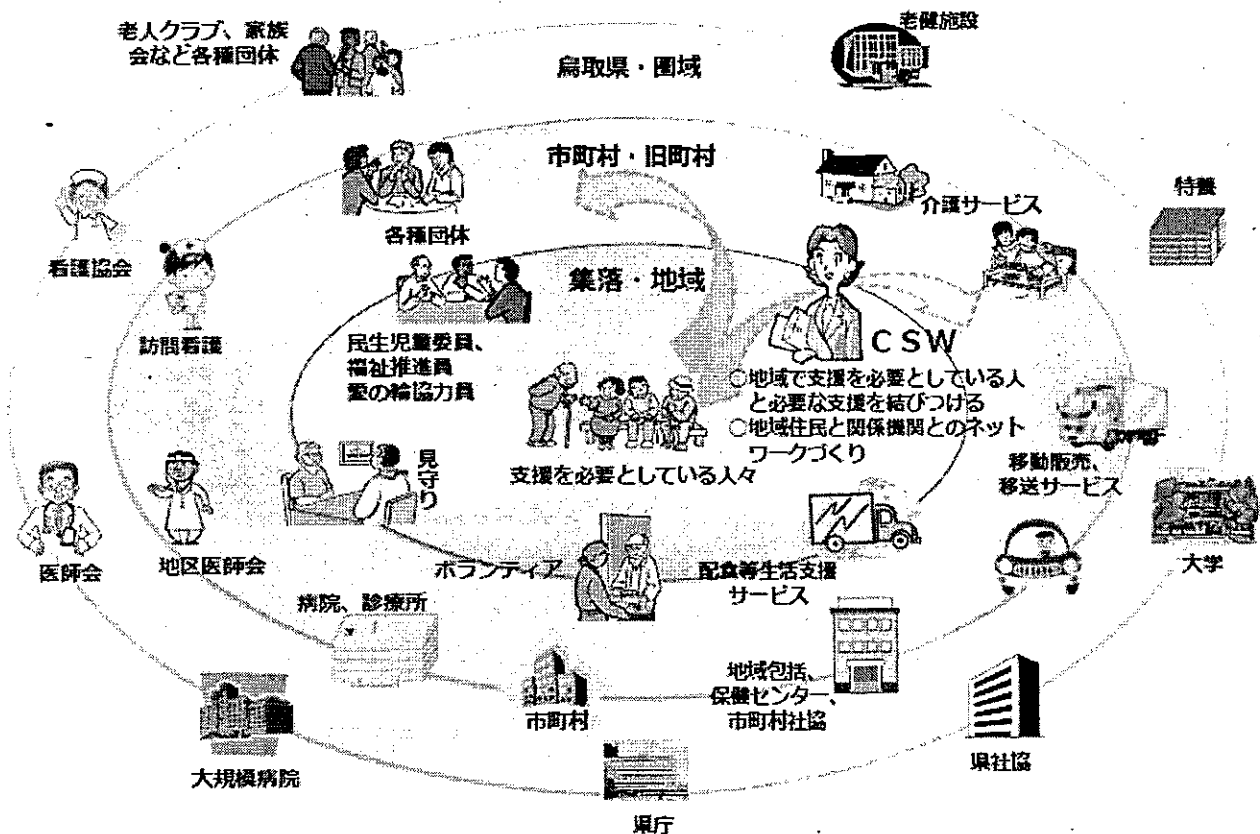 老人クラブ、家族
会など各種団体
老健施設
鳥取県・圏域
市町村・旧町村
介護サービス
特養
看護協会
各種団体
集落・地域
訪問看護
民生児童委員、
福祉推進員
愛の輪協力員
CSW
○地域で支援を必要としている人
と必要な支援を結びつける
○地域住民と関係機関とのネット
ワークづくり
見守り
支援を必要としている人々
移動販売、
移送サービス
医師会
地区医師会
ボランティア
配食等生活支援
サービス
大学
病院、診療所
市町村
地域包括、
保健センター、
市町村社協
大規模病院
県社協
県庁